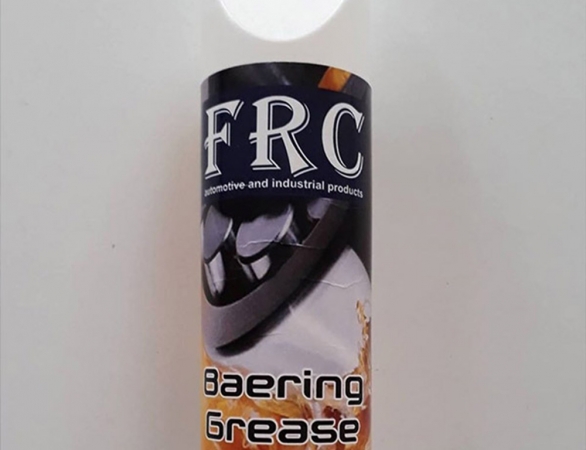 FRC
automotive and industrial products
Baering
Grease